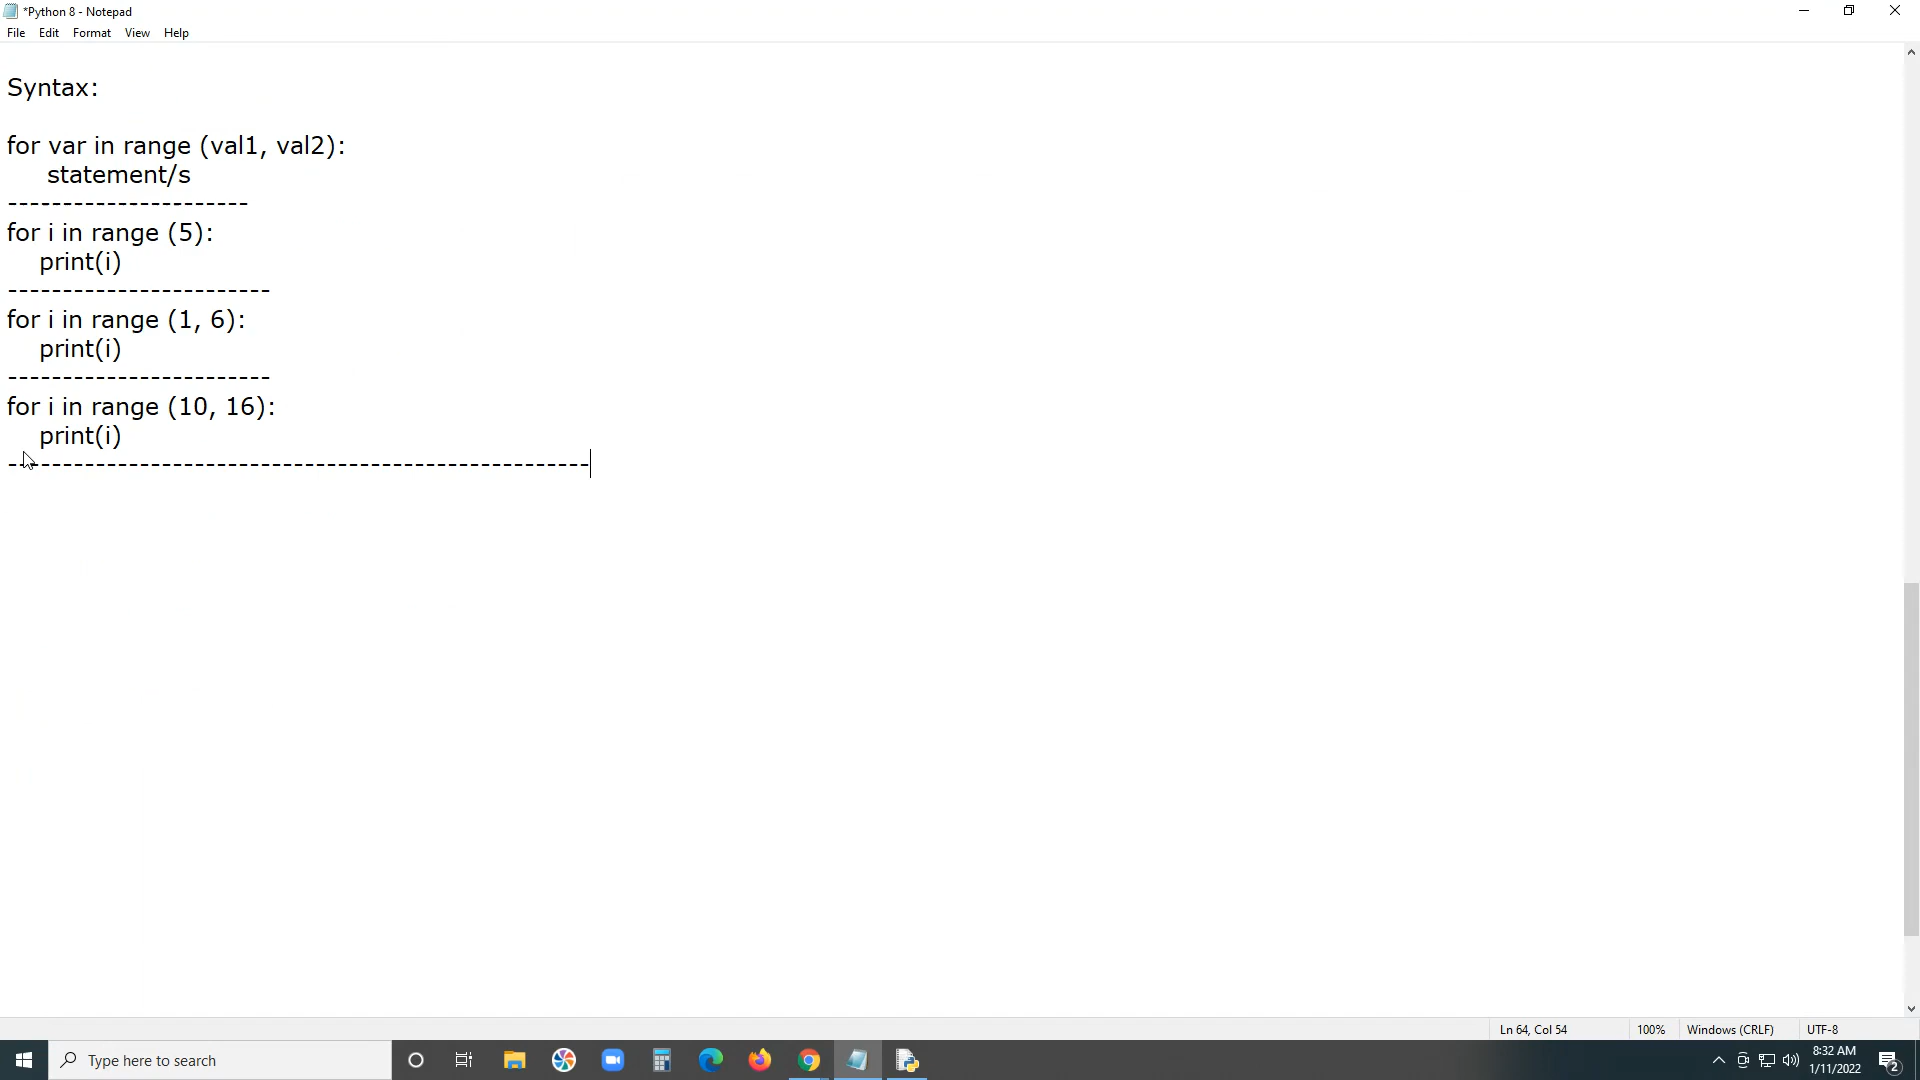 *Python 8 - Notepad
File Edit Format View Help
Syntax:
for var in range (val1, val2):
statement/s
----------------------
for i in range (5):
print(i)
------------------------
for i in range (1, 6):
print(i)
------------------------
for i in range (10, 16):
print(i)
-----------------------------------------------------
Ln 64, Col 54 100% Windows (CRLF) UTF-8
Type here to search
8:32 AM
1/11/2022
2